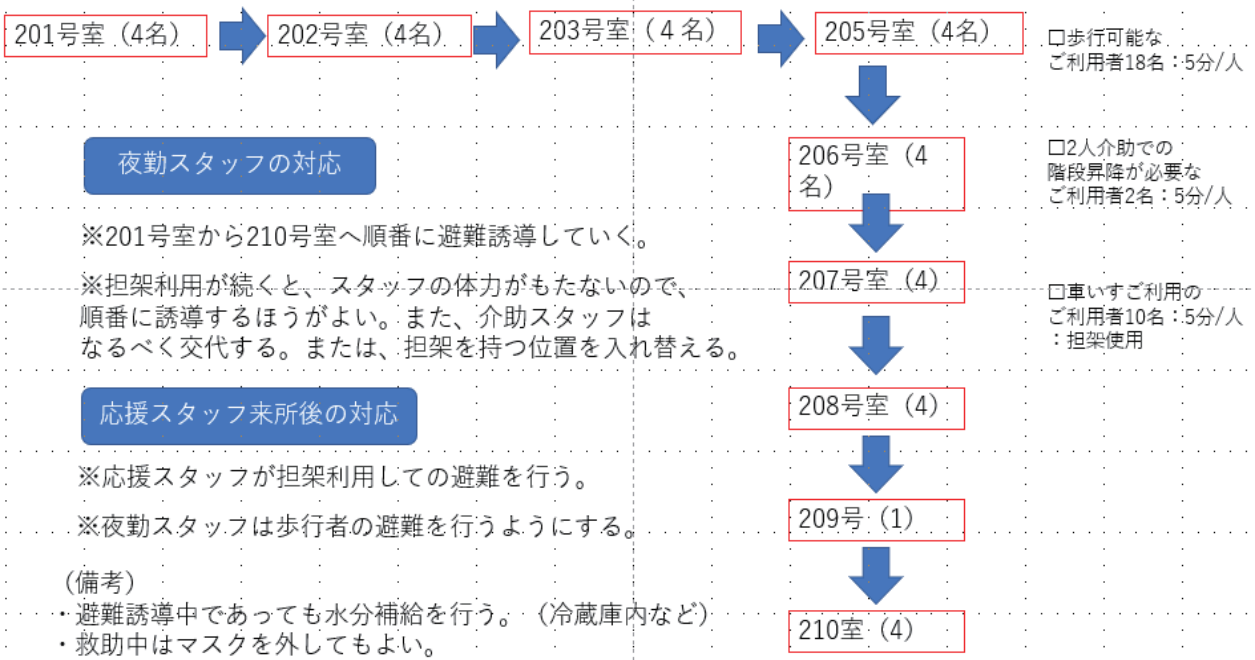 201号室（4名）
202号室（4名）
203号室（４名）
205号室（4名）
□歩行可能な
ご利用者18名：5分/人
夜勤スタッフの対応
206号室（4
名）
□2人介助での
階段昇降が必要な
ご利用者2名：5分/人
※201号室から210号室へ順番に避難誘導していく。
207号室（4）
※担架利用が続くと、スタッフの体力がもたないので、
順番に誘導するほうがよい。また、介助スタッフは
なるべく交代する。または、担架を持つ位置を入れ替える。
□車いすご利用の
ご利用者10名：5分/人
：担架使用
208号室（4）
応援スタッフ来所後の対応
※応援スタッフが担架利用しての避難を行う。
209号（1）
※夜勤スタッフは歩行者の避難を行うようにする。
（備考）
・避難誘導中であっても水分補給を行う。（冷蔵庫内など）
・救助中はマスクを外してもよい。
210室（4）